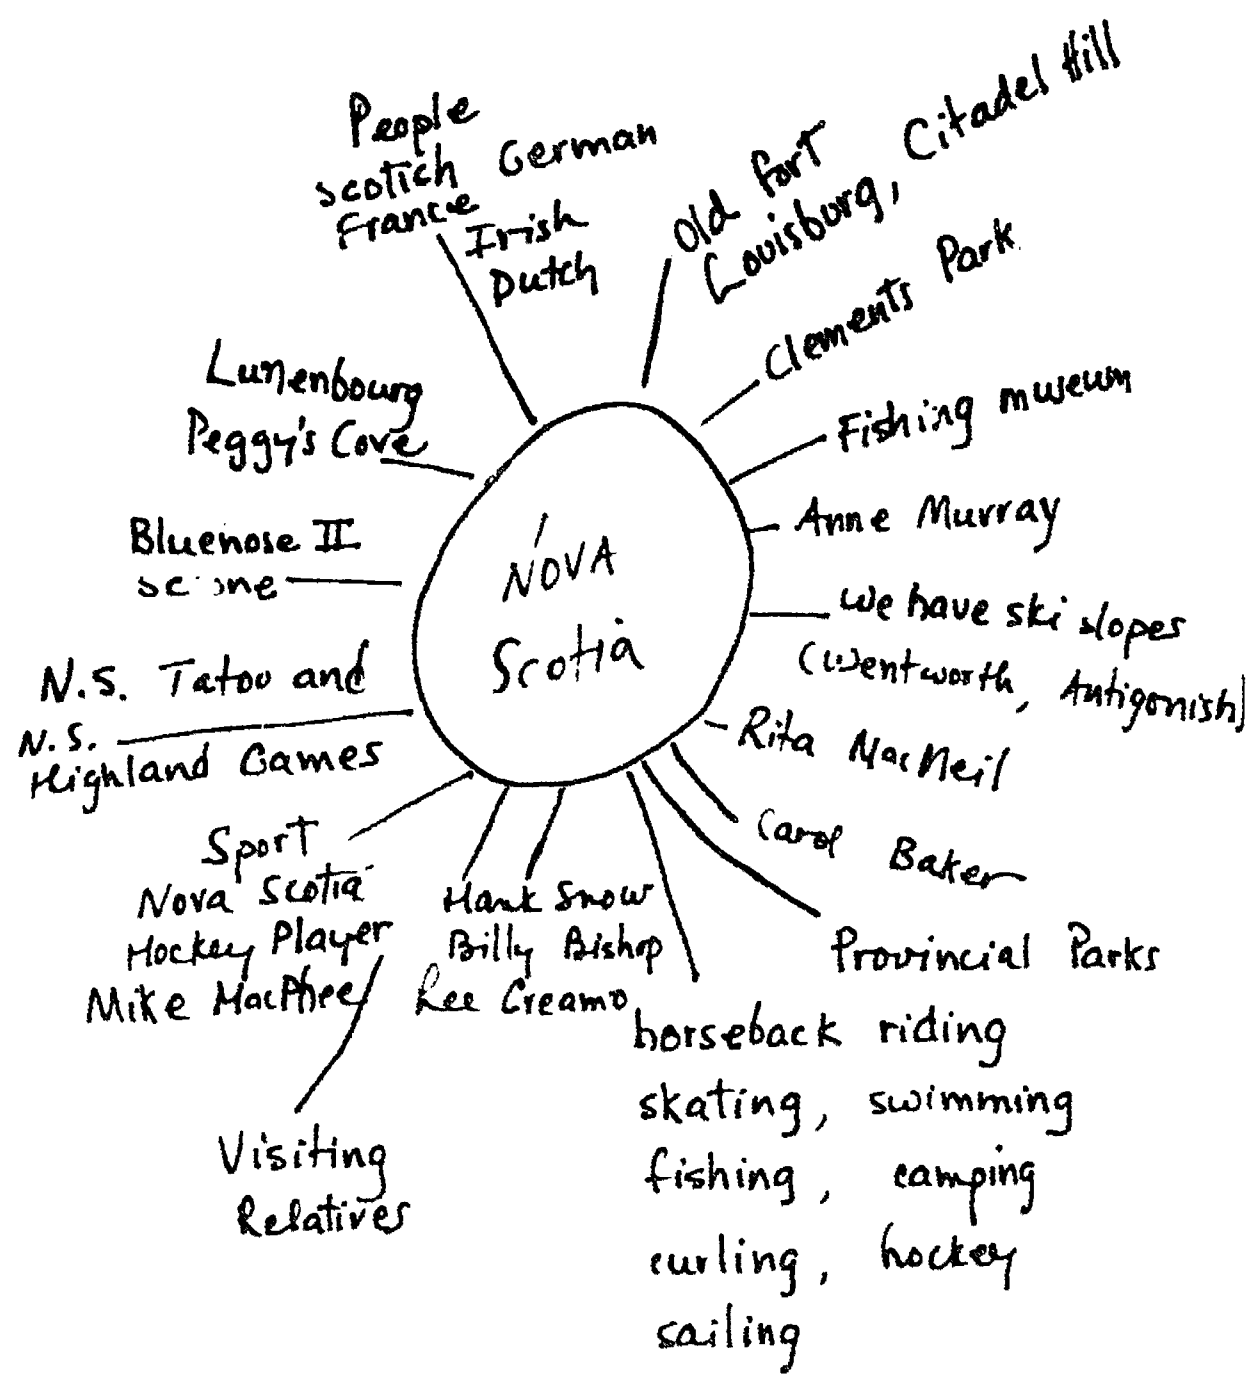 NOVA
Scotia
People
Scotich German
France Irish
Dutch
Old fort
Louisburg, Citadel Hill
Clements Park
Fishing museum
Anne Murray
We have ski slopes
(Wentworth, Antigonish)
Rita MacNeil
Carol Baker
Provincial Parks
horseback riding
skating, swimming
fishing, camping
curling, hockey
sailing
Hank Snow
Billy Bishop
Lee Creamo
Sport
Nova Scotia
Hockey Player
Mike MacPhee
Visiting
Relatives
N.S. Tatoo and
N.S.
Highland Games
Bluenose II
Lunenbourg
Peggy's Cove